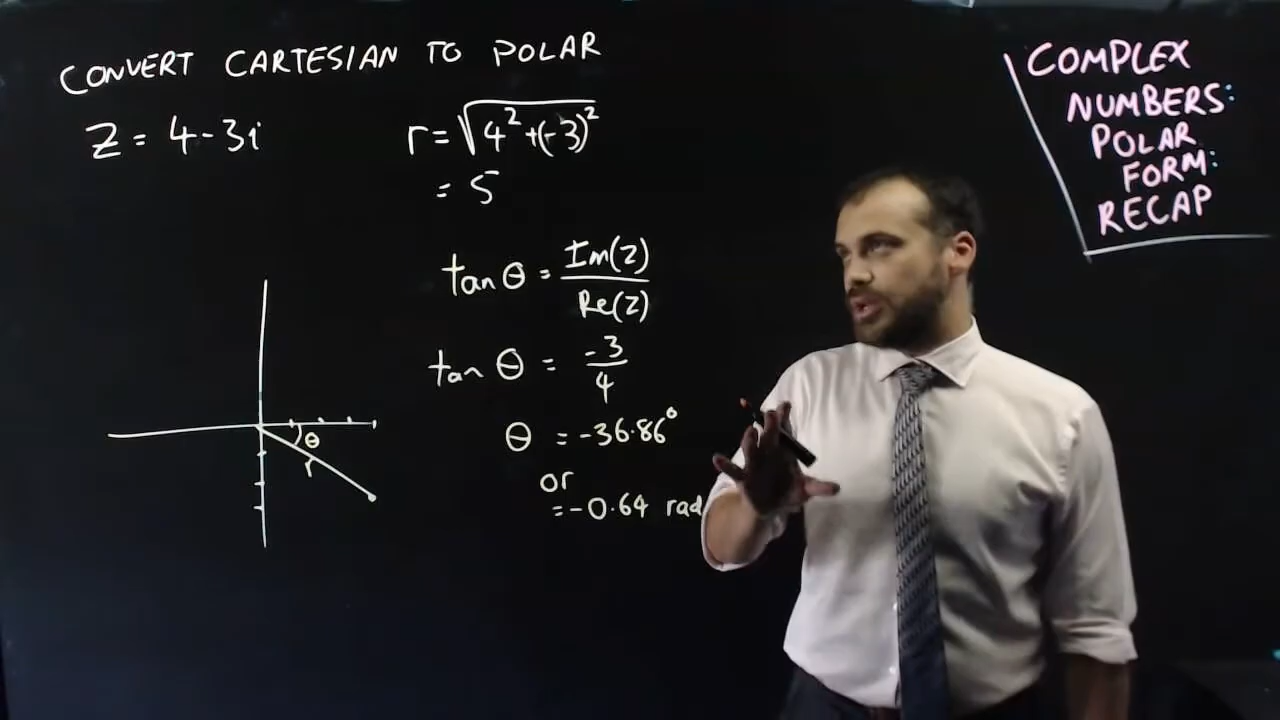 CONVERT CARTESIAN TO POLAR
Z = 4-3i
r = √4² +(-3)²
= 5
tan θ = Im(Z)/Re(Z)
tan θ = -3/4
θ = -36.86°
or
= -0.64 rad
θ
r
COMPLEX
NUMBERS:
POLAR
FORM:
RECAP